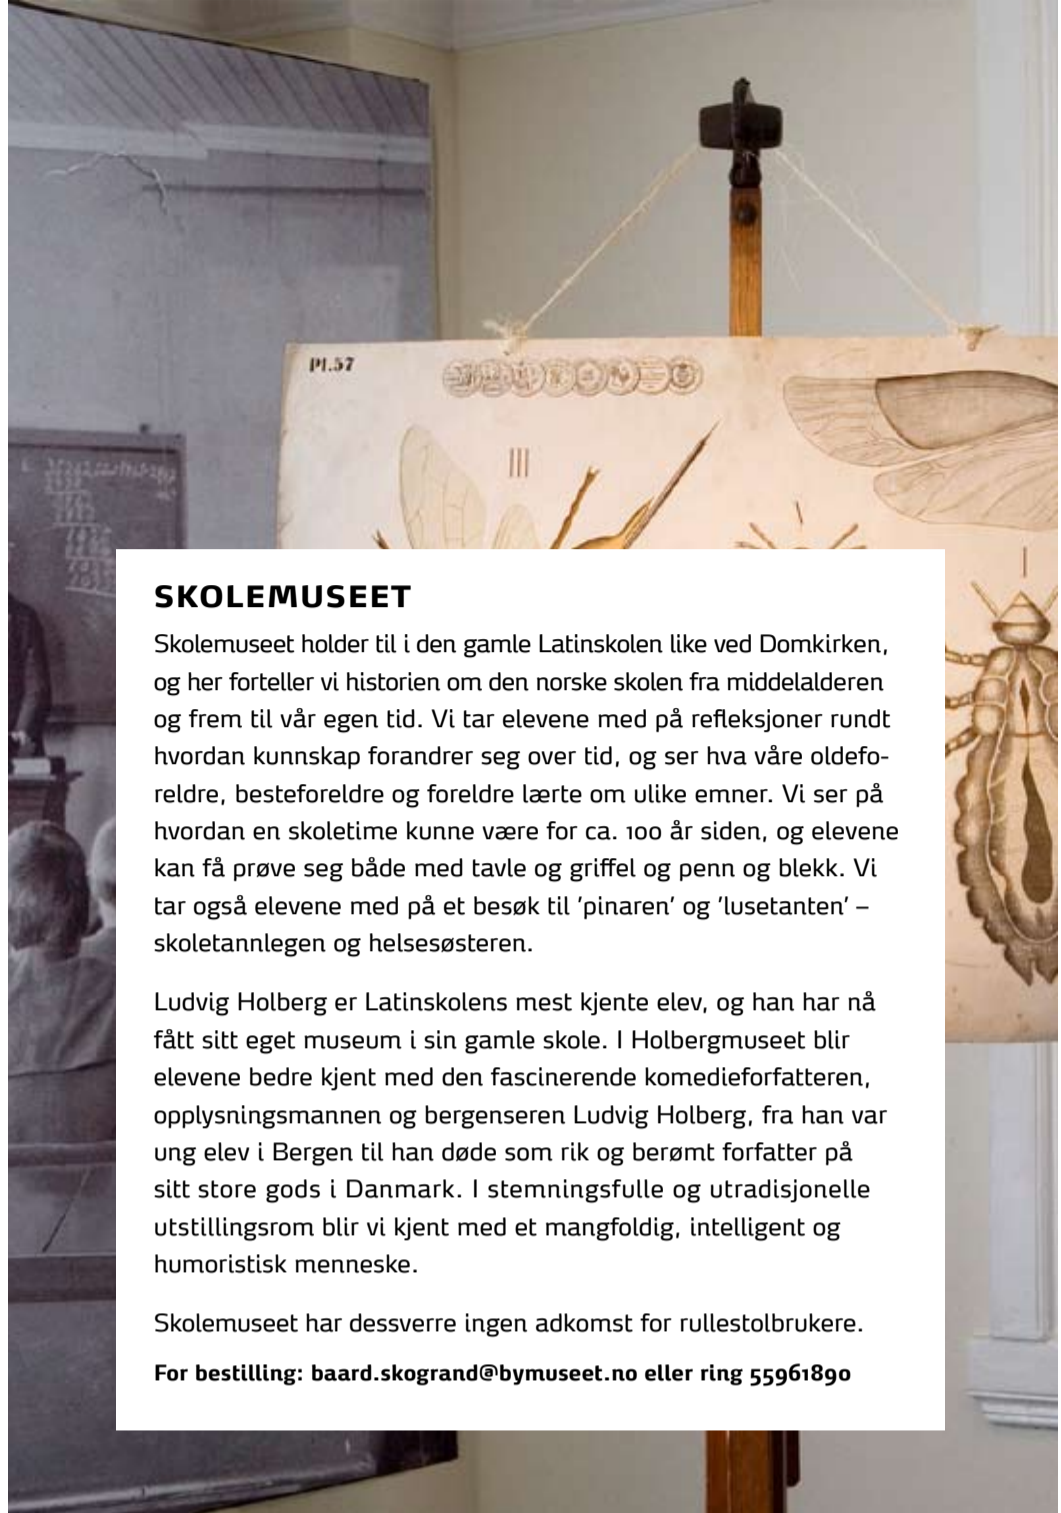 Pl.57
III
I
I
SKOLEMUSEET
Skolemuseet holder til i den gamle Latinskolen like ved Domkirken,
og her forteller vi historien om den norske skolen fra middelalderen
og frem til vår egen tid. Vi tar elevene med på refleksjoner rundt
hvordan kunnskap forandrer seg over tid, og ser hva våre oldefo-
reldre, besteforeldre og foreldre lærte om ulike emner. Vi ser på
hvordan en skoletime kunne være for ca. 100 år siden, og elevene
kan få prøve seg både med tavle og griffel og penn og blekk. Vi
tar også elevene med på et besøk til ’pinaren’ og ’lusetanten’ –
skoletannlegen og helsesøsteren.
Ludvig Holberg er Latinskolens mest kjente elev, og han har nå
fått sitt eget museum i sin gamle skole. I Holbergmuseet blir
elevene bedre kjent med den fascinerende komedieforfatteren,
opplysningsmannen og bergenseren Ludvig Holberg, fra han var
ung elev i Bergen til han døde som rik og berømt forfatter på
sitt store gods i Danmark. I stemningsfulle og utradisjonelle
utstillingsrom blir vi kjent med et mangfoldig, intelligent og
humoristisk menneske.
Skolemuseet har dessverre ingen adkomst for rullestolbrukere.
For bestilling: baard.skogrand@bymuseet.no eller ring 55961890